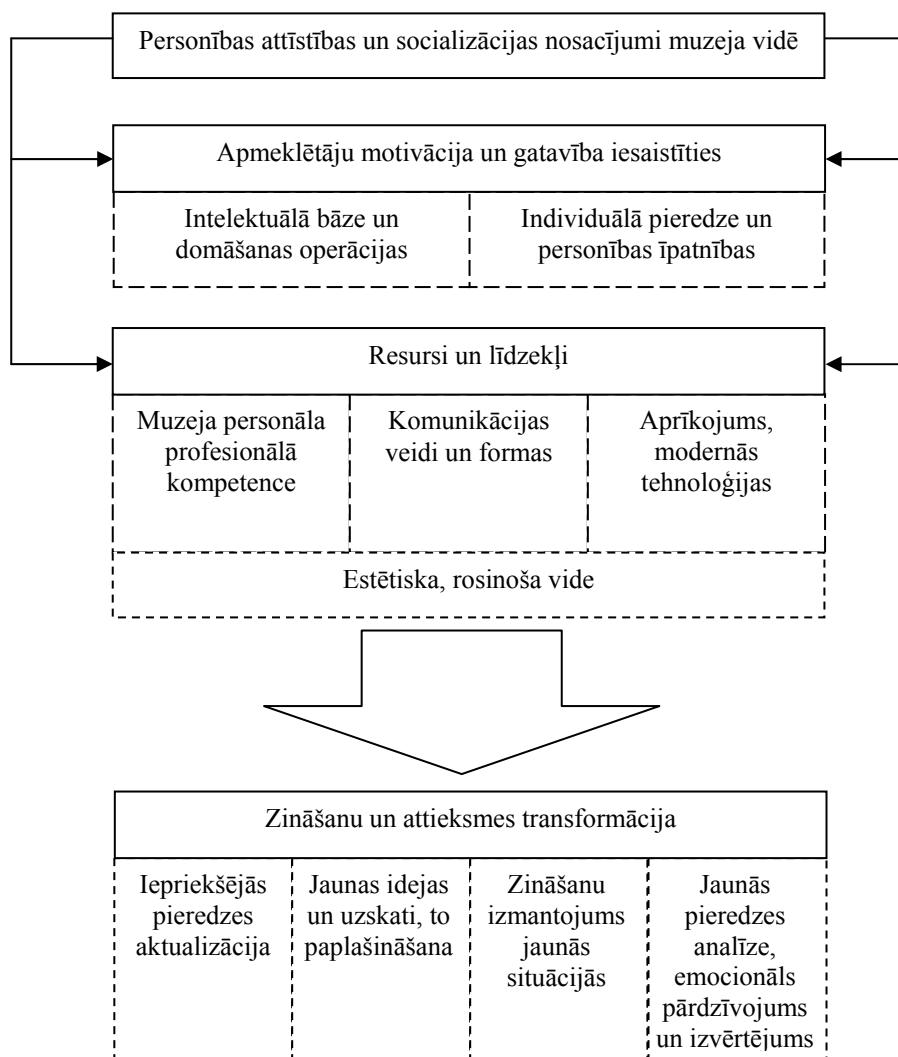 Personības attīstības un socializācijas nosacījumi muzeja vidē
Apmeklētāju motivācija un gatavība iesaistīties
Intelektuālā bāze un
domāšanas operācijas
Individuālā pieredze un
personības īpatnības
Resursi un līdzekļi
Muzeja personāla
profesionālā
kompetence
Komunikācijas
veidi un formas
Aprīkojums,
modernās
tehnoloģijas
Estētiska, rosinoša vide
Zināšanu un attieksmes transformācija
Iepriekšējās
pieredzes
aktualizācija
Jaunas idejas
un uzskati, to
paplašināšana
Zināšanu
izmantojums
jaunās
situācijās
Jaunās
pieredzes
analīze,
emocionāls
pārdzīvojums
un izvērtējums